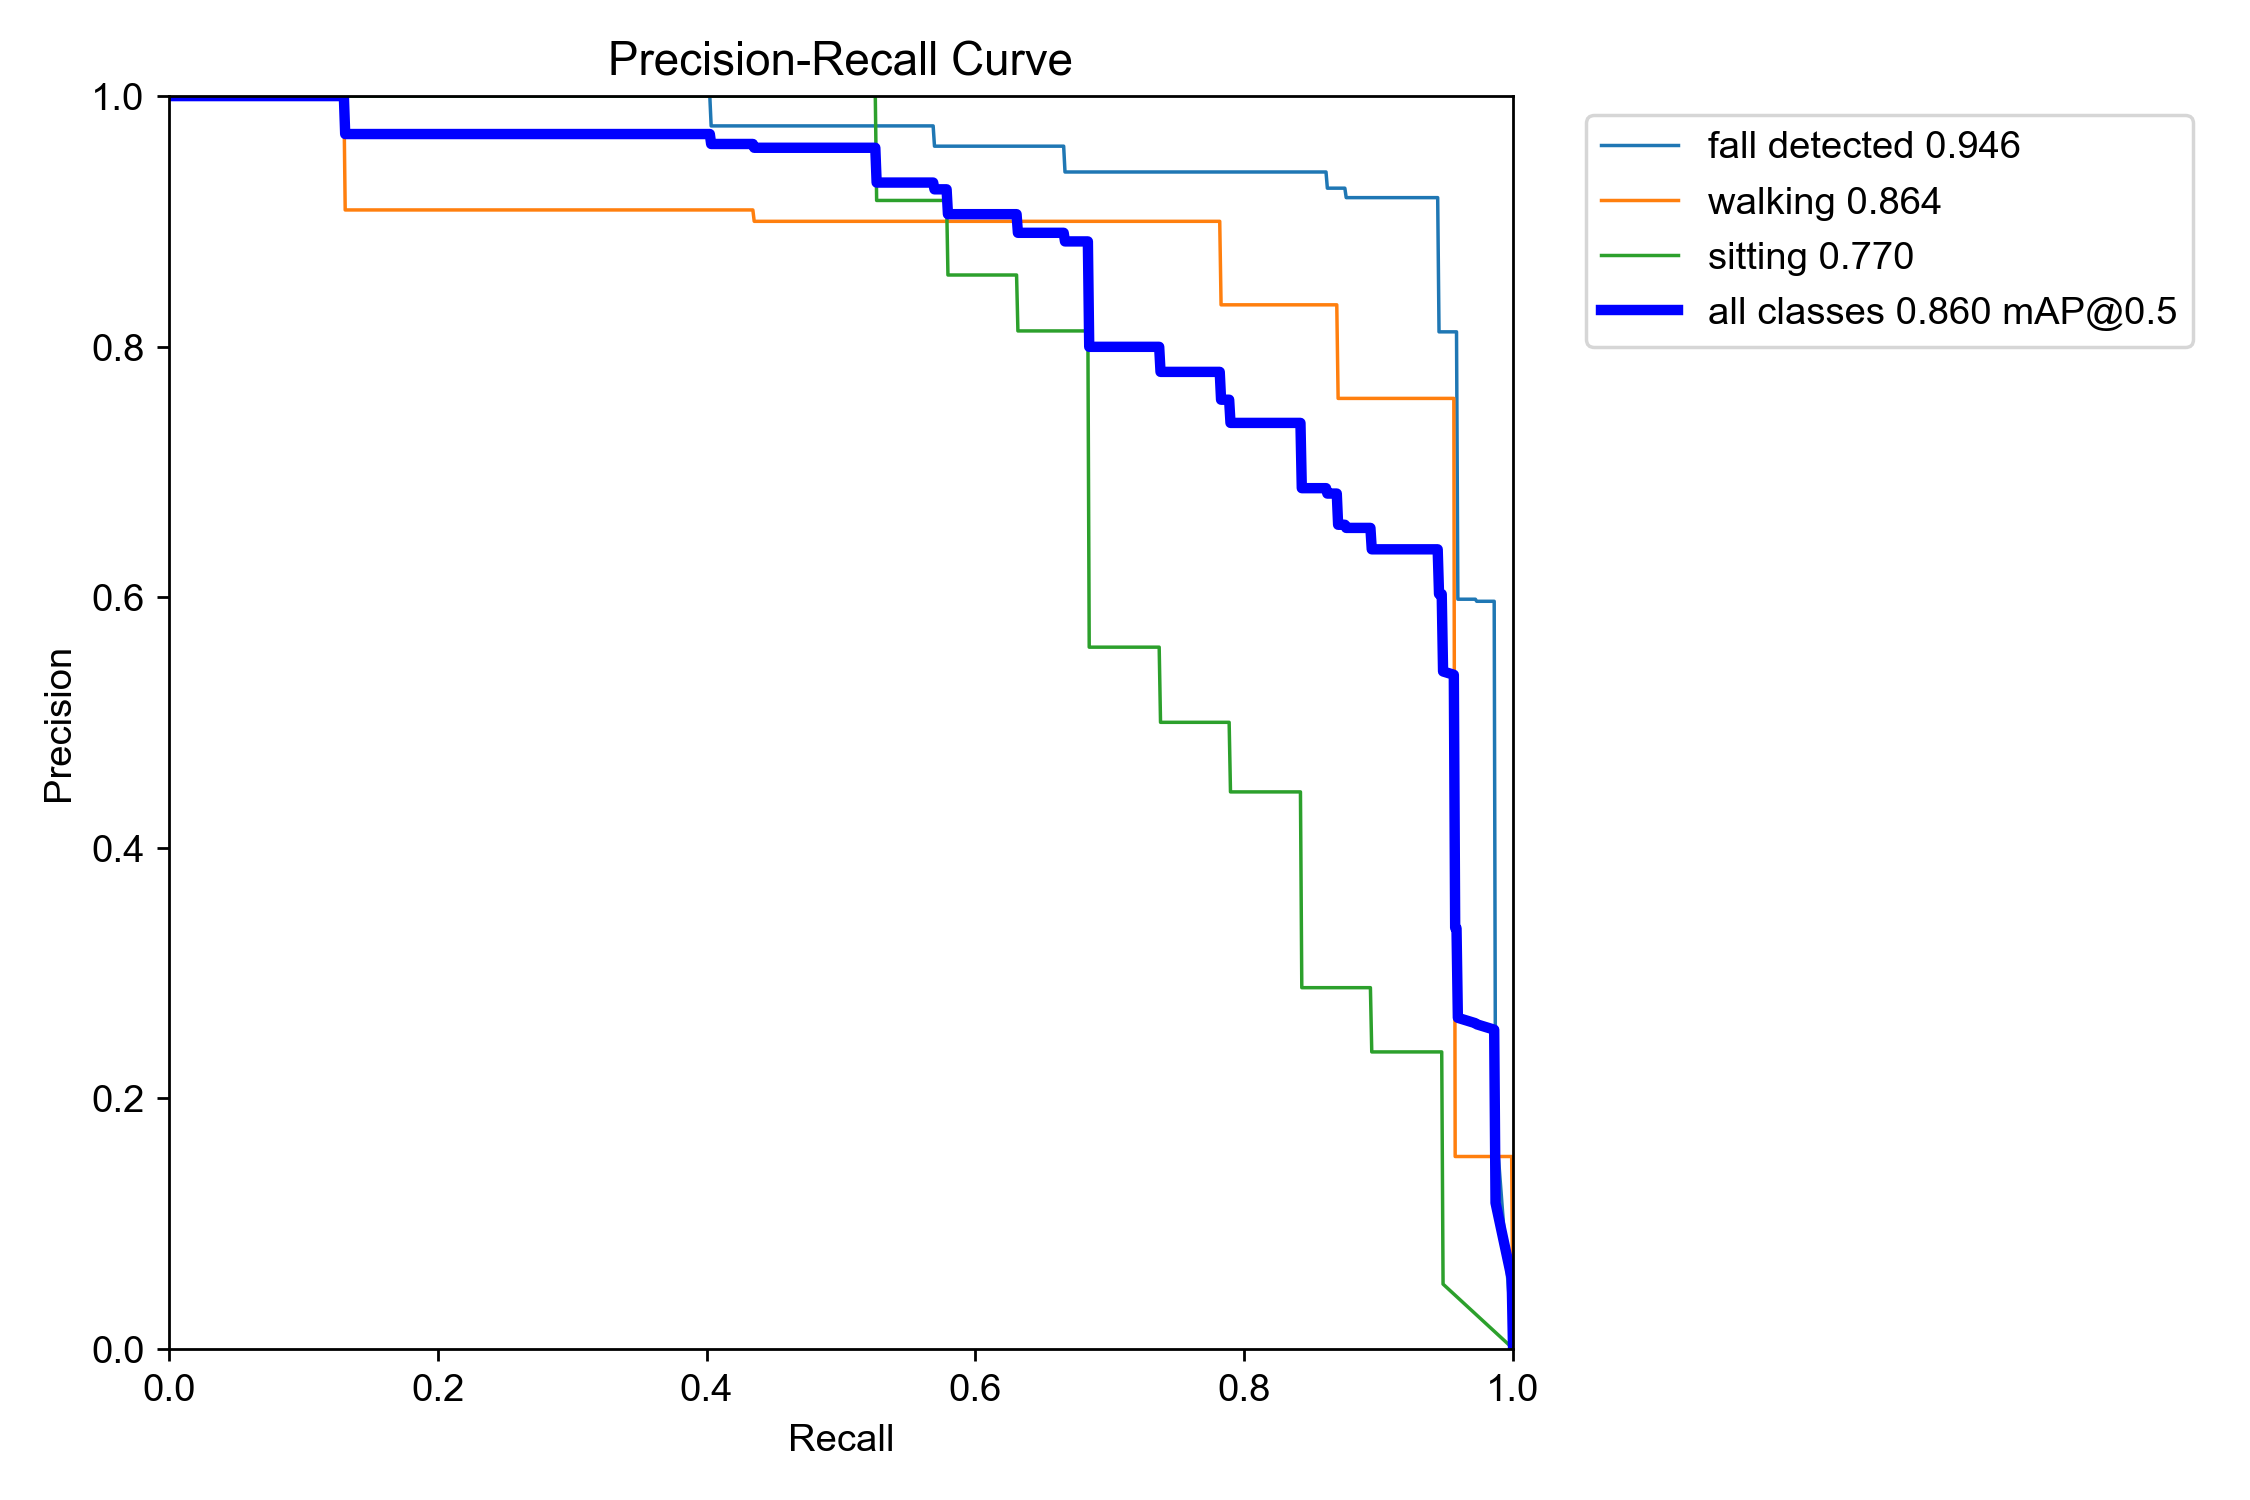 Precision-Recall Curve
1.0
0.8
0.6
0.4
0.2
0.0
Precision
0.0 0.2 0.4 0.6 0.8 1.0
Recall
fall detected 0.946
walking 0.864
sitting 0.770
all classes 0.860 mAP@0.5